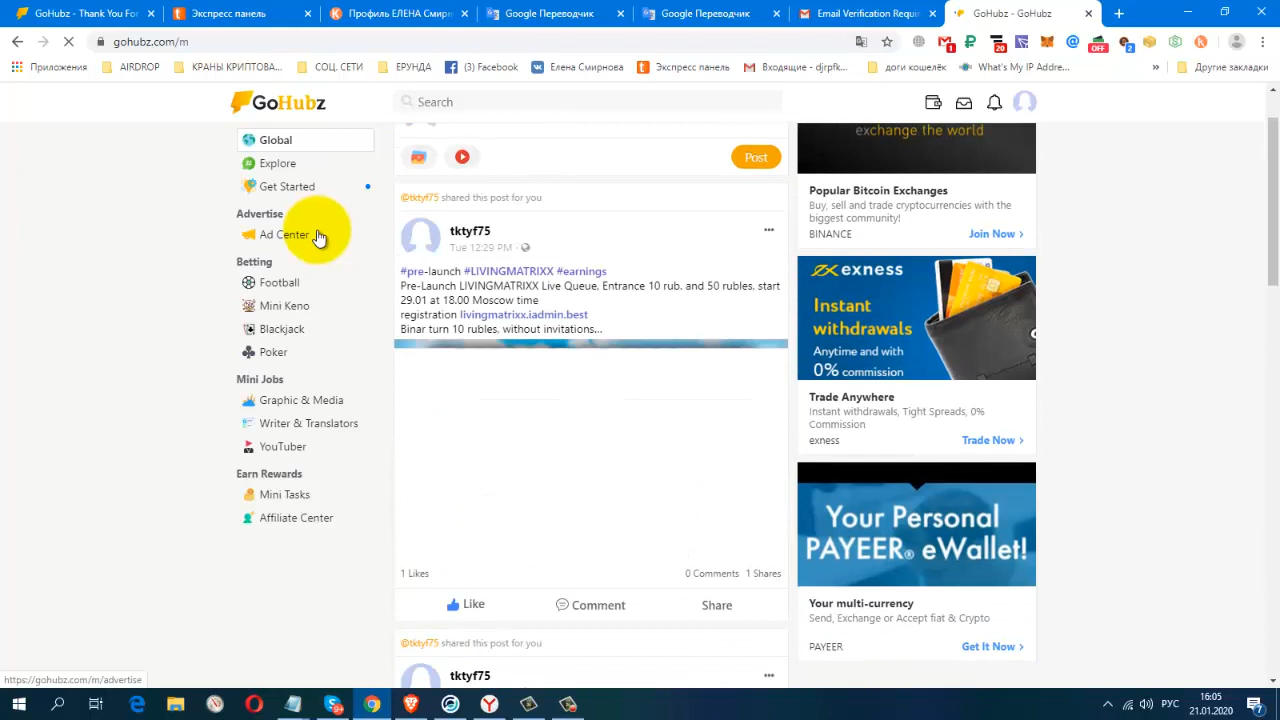 GoHubz - Thank You For
Экспресс панель
Профиль ЕЛЕНА Смирн
Google Переводчик
Google Переводчик
Email Verification Requi
GoHubz - GoHubz
gohubz.com/m
1
20
OFF
2
Приложения
AIRDROP
КРАНЫ КРИПТОВА...
СОЦ. СЕТИ
ЕРУНДА
(3) Facebook
Елена Смирнова
Экспресс панель
Входящие - djrpfk...
доги кошелёк
What's My IP Addre...
»
Другие закладки
GoHubz
Search
Global
Explore
Get Started
Advertise
Ad Center
Betting
Football
Mini Keno
Blackjack
Poker
Mini Jobs
Graphic & Media
Writer & Translators
YouTuber
Earn Rewards
Mini Tasks
Affiliate Center
Post
@tktyf75 shared this post for you
tktyf75
Tue 12:29 PM -
#pre-launch #LIVINGMATRIXX #earnings
Pre-Launch LIVINGMATRIXX Live Queue, Entrance 10 rub. and 50 rubles. start
29.01 at 18.00 Moscow time
registration livingmatrixx.iadmin.best
Binar turn 10 rubles, without invitations...
1 Likes
0 Comments 1 Shares
Like
Comment
Share
@tktyf75 shared this post for you
tktyf75
exchange the world
Popular Bitcoin Exchanges
Buy, sell and trade cryptocurrencies with the
biggest community!
BINANCE
Join Now >
exness
Instant
withdrawals
Anytime and with
0% commission
Trade Anywhere
Instant withdrawals, Tight Spreads, 0%
Commission
exness
Trade Now >
Your Personal
PAYEER® eWallet!
Your multi-currency
Send, Exchange or Accept fiat & Crypto
PAYEER
Get It Now >
https://gohubz.com/m/advertise
РУС
16:05
21.01.2020